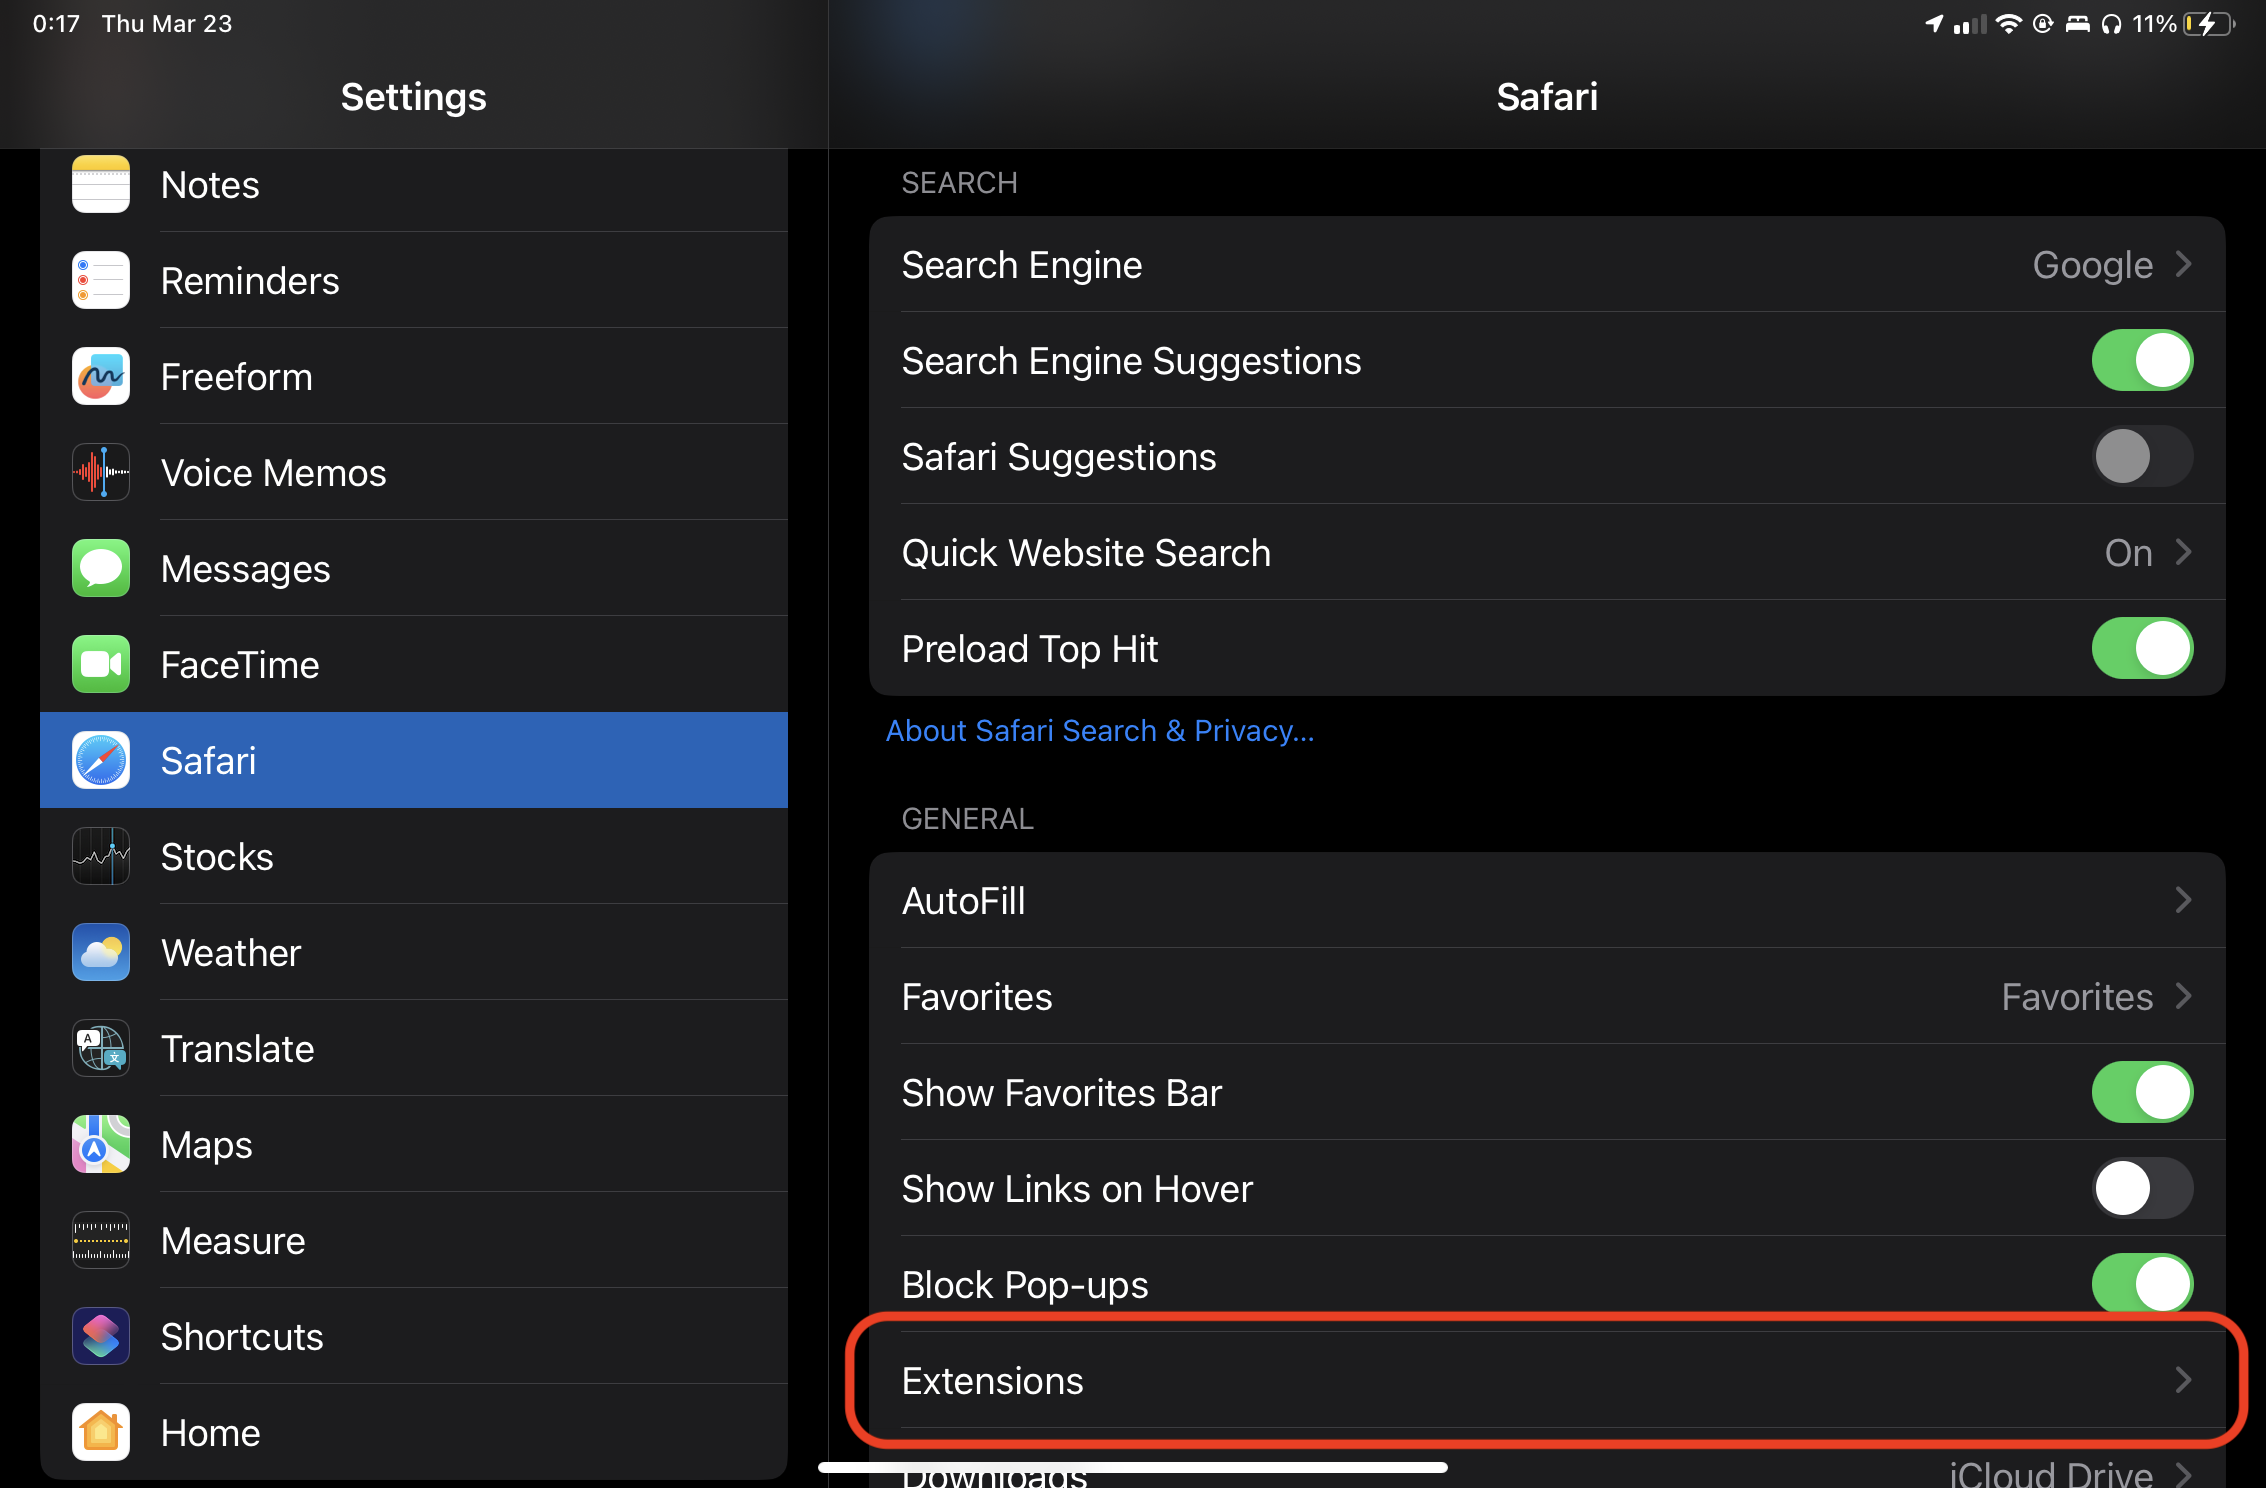 0:17 Thu Mar 23
11%
Settings
Notes
Reminders
Freeform
Voice Memos
Messages
FaceTime
Safari
Stocks
Weather
Translate
Maps
Measure
Shortcuts
Home
Safari
SEARCH
Search Engine Google
Search Engine Suggestions
Safari Suggestions
Quick Website Search On
Preload Top Hit
About Safari Search & Privacy...
GENERAL
AutoFill
Favorites Favorites
Show Favorites Bar
Show Links on Hover
Block Pop-ups
Extensions
Downloads iCloud Drive